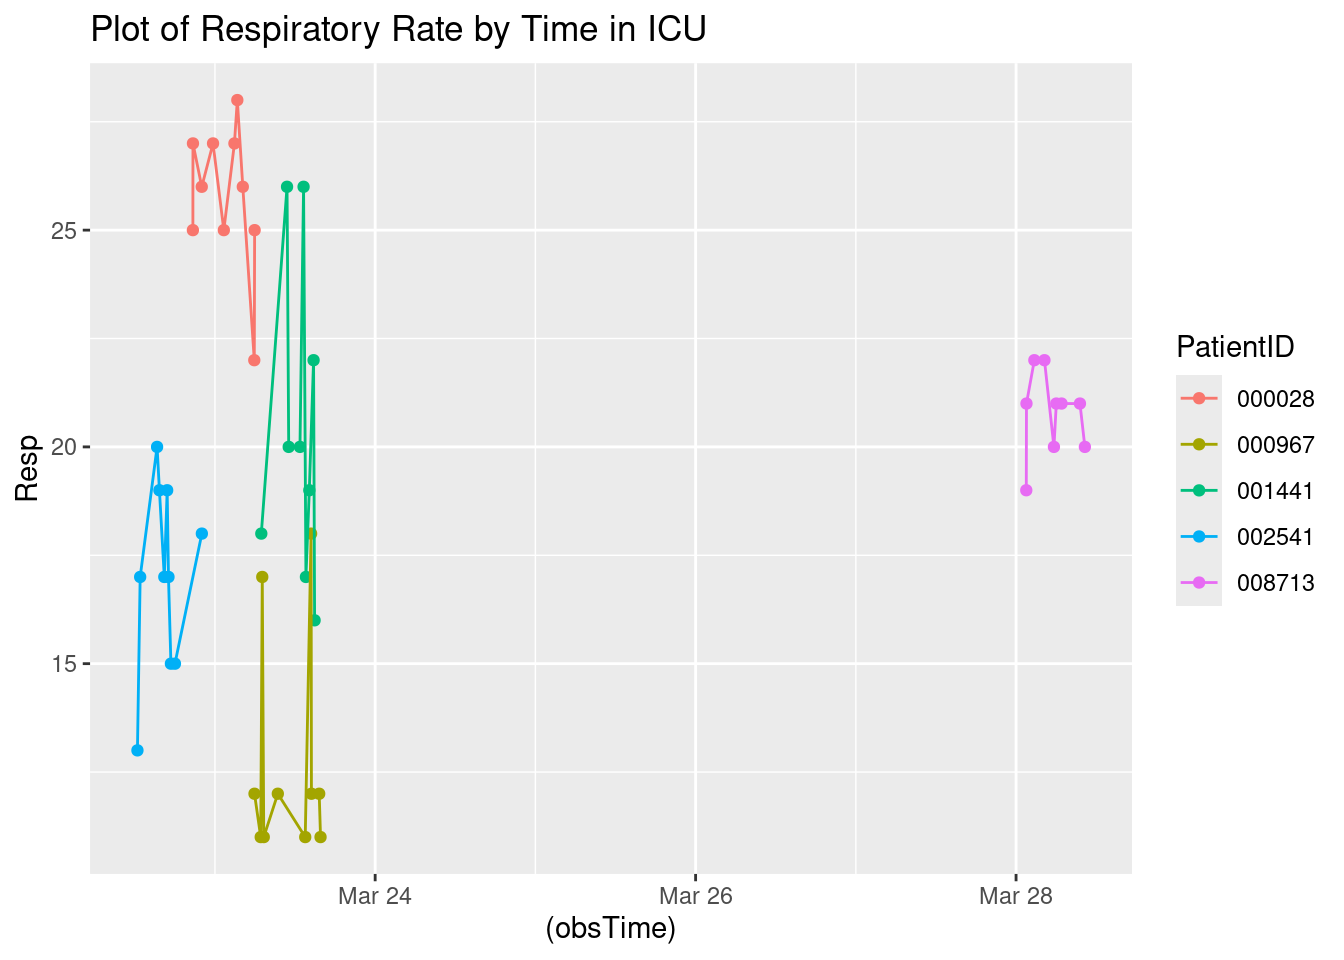 Plot of Respiratory Rate by Time in ICU
Resp
25
20
15
Mar 24
Mar 26
Mar 28
(obsTime)
PatientID
000028
000967
001441
002541
008713